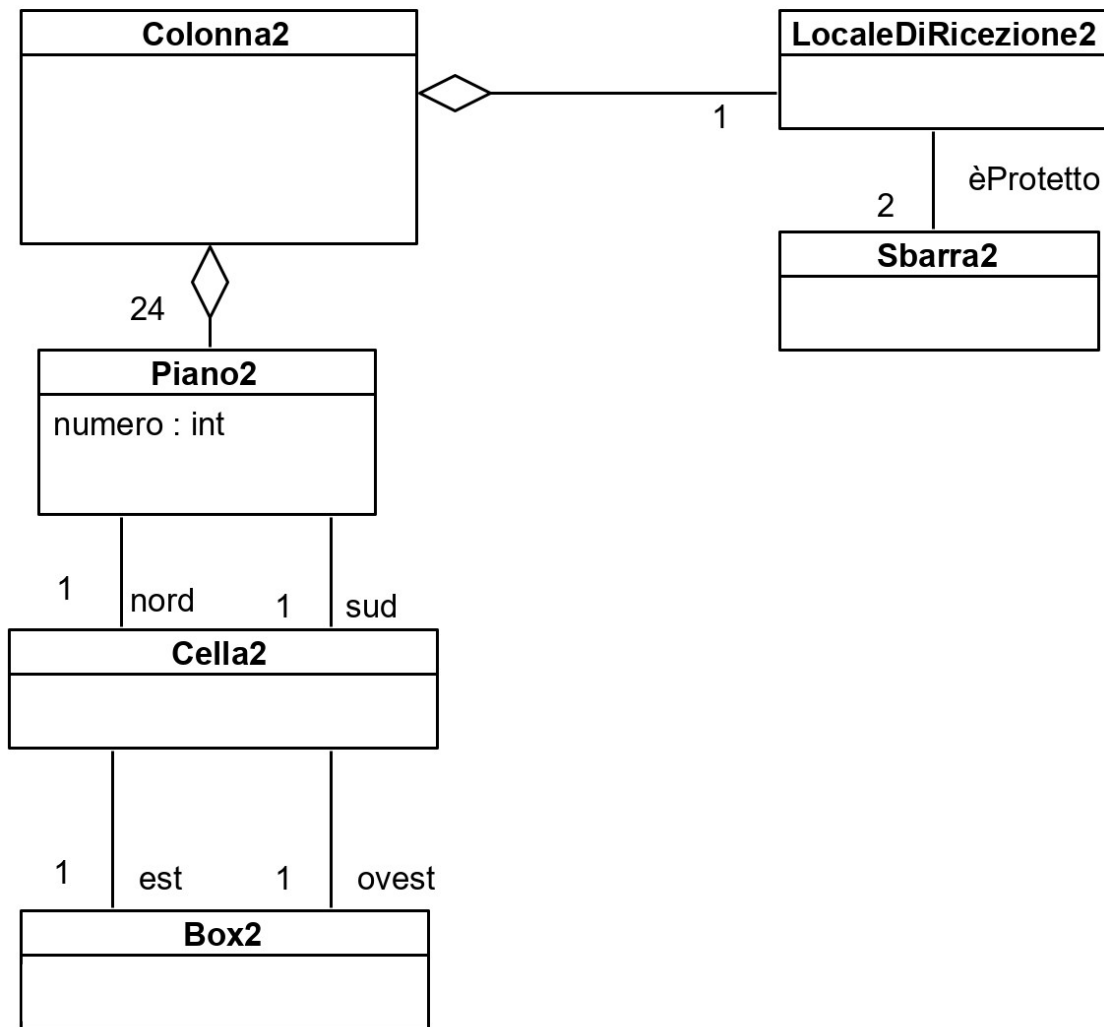 Colonna2
LocaleDiRicezione2
1
èProtetto
2
Sbarra2
24
Piano2
numero : int
1
nord
1
sud
Cella2
1
est
1
ovest
Box2